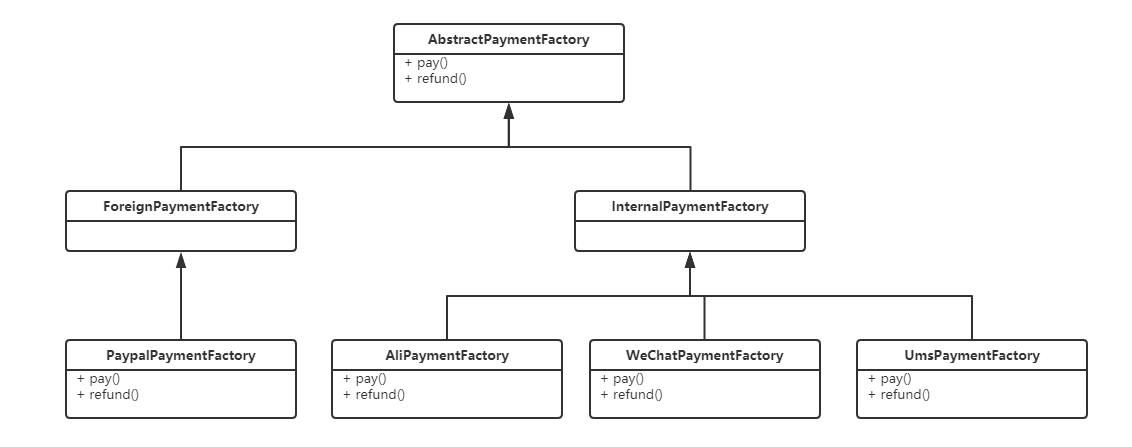 AbstractPaymentFactory
+ pay()
+ refund()
ForeignPaymentFactory
InternalPaymentFactory
PaypalPaymentFactory
+ pay()
+ refund()
AliPaymentFactory
+ pay()
+ refund()
WeChatPaymentFactory
+ pay()
+ refund()
UmsPaymentFactory
+ pay()
+ refund()